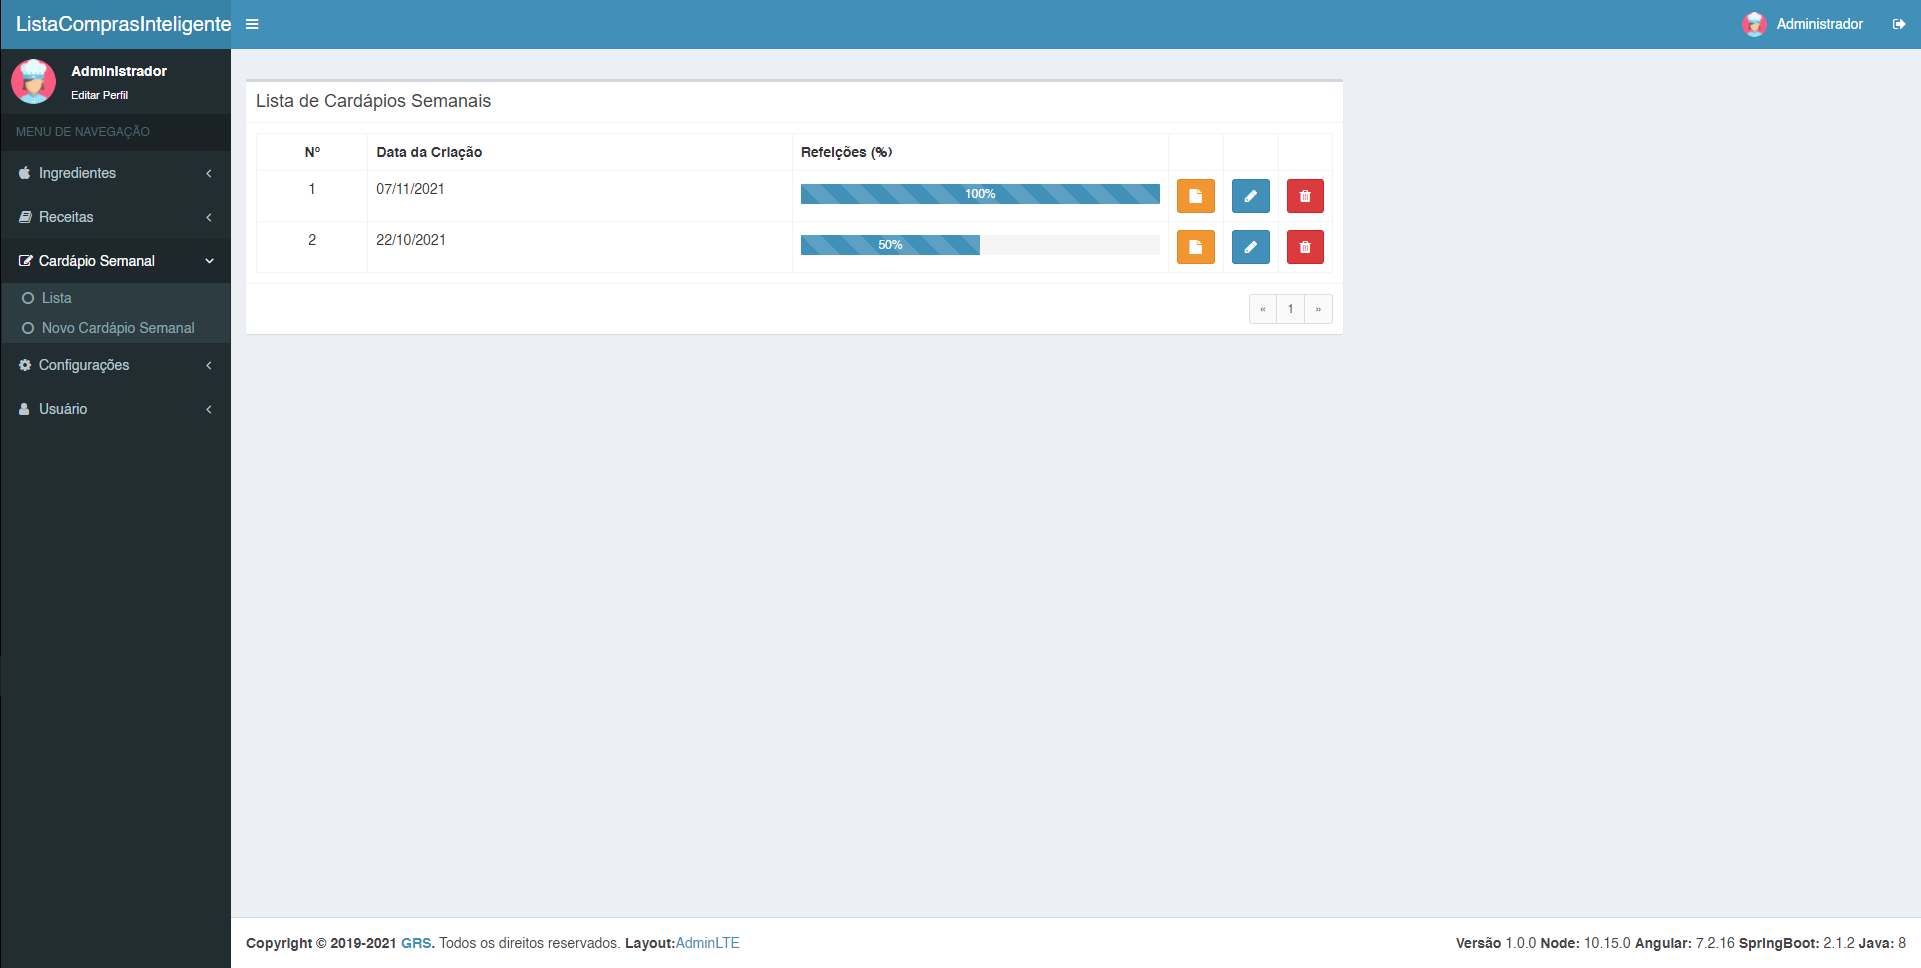 ListaComprasInteligente
Administrador
Administrador
Editar Perfil
MENU DE NAVEGAÇÃO
Ingredientes
Receitas
Cardápio Semanal
Lista
Novo Cardápio Semanal
Configurações
Usuário
Lista de Cardápios Semanais
Nº Data da Criação Refeições (%)
1 07/11/2021 100%
2 22/10/2021 50%
« 1 »
Copyright © 2019-2021 GRS. Todos os direitos reservados. Layout:AdminLTE
Versão 1.0.0 Node: 10.15.0 Angular: 7.2.16 SpringBoot: 2.1.2 Java: 8